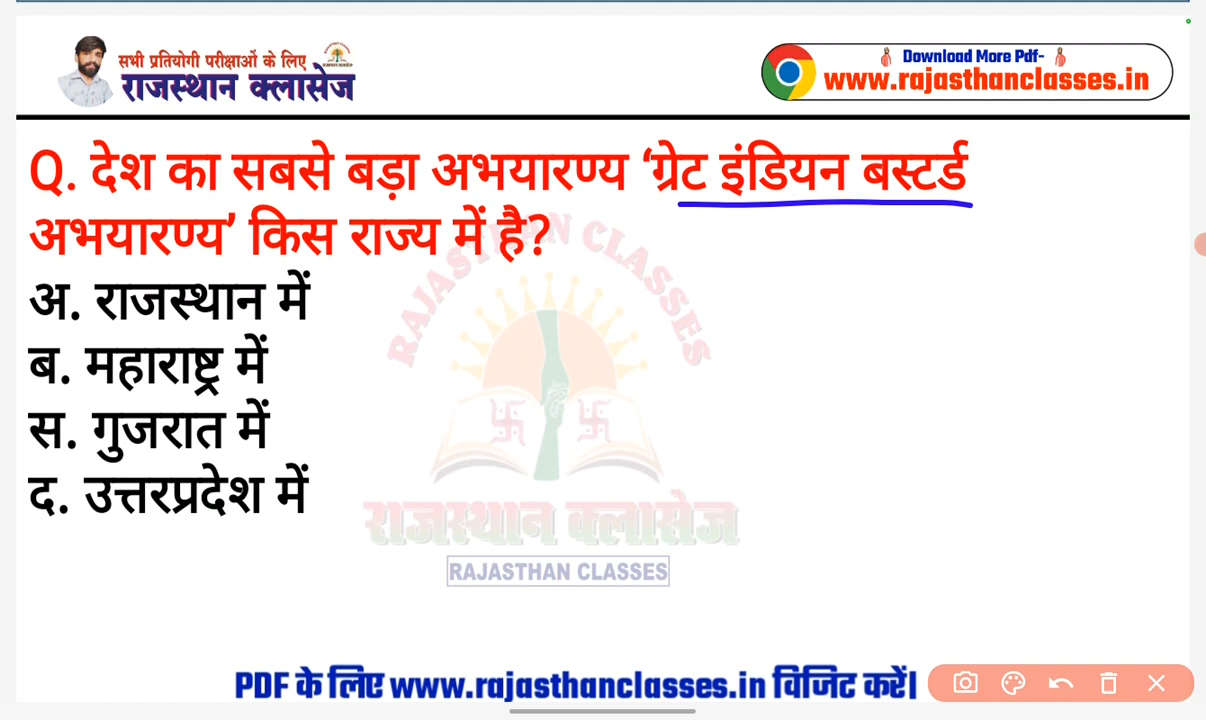 सभी प्रतियोगी परीक्षाओं के लिए
राजस्थान क्लासेज
Download More Pdf-
www.rajasthanclasses.in
Q. देश का सबसे बड़ा अभयारण्य ‘ग्रेट इंडियन बस्टर्ड
अभयारण्य’ किस राज्य में है?
अ. राजस्थान में
ब. महाराष्ट्र में
स. गुजरात में
द. उत्तरप्रदेश में
RAJASTHAN CLASSES
राजस्थान क्लासेज
RAJASTHAN CLASSES
PDF के लिए www.rajasthanclasses.in विजिट करें।